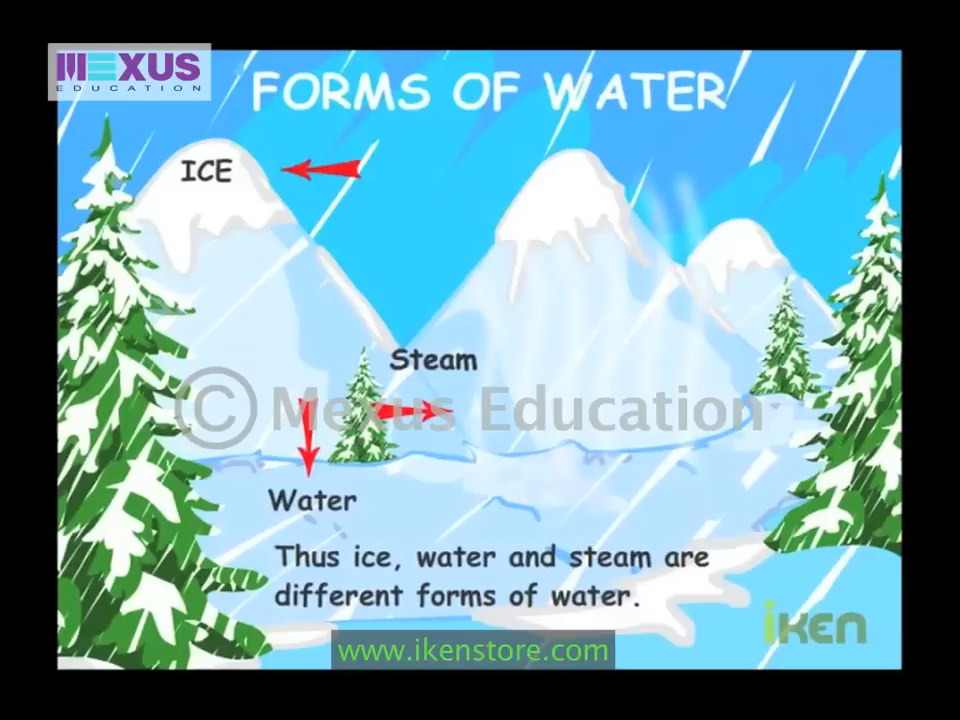 MEXUS
EDUCATION
FORMS OF WATER
ICE
Steam
© Mexus Education
Water
Thus ice, water and steam are
different forms of water.
iKEN
www.ikenstore.com